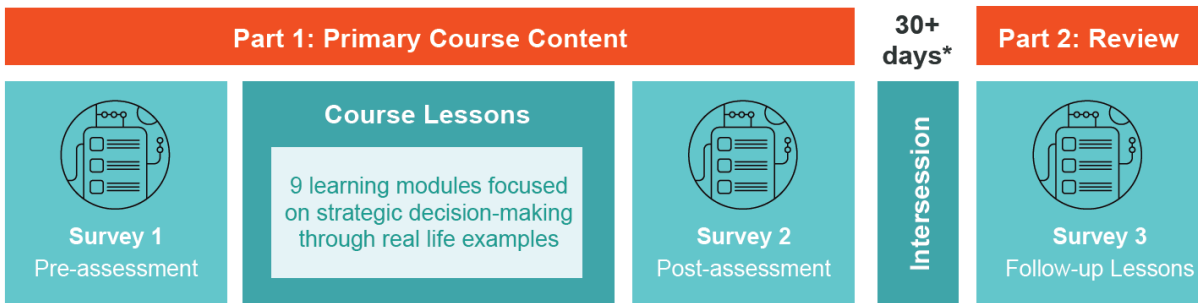 Part 1: Primary Course Content
30+
days*
Part 2: Review
Survey 1
Pre-assessment
Course Lessons
9 learning modules focused
on strategic decision-making
through real life examples
Survey 2
Post-assessment
Intersession
Survey 3
Follow-up Lessons